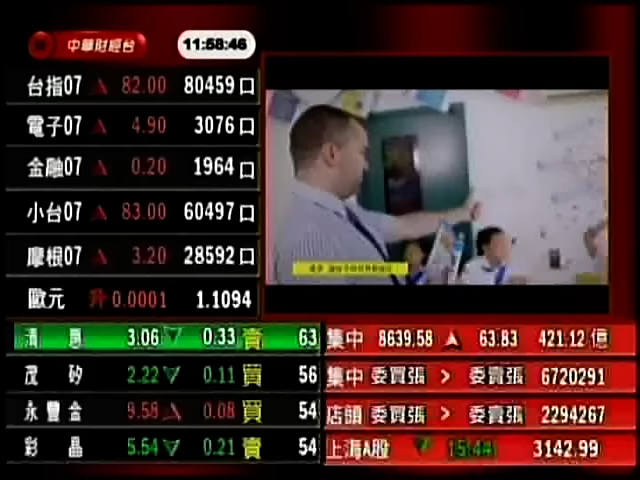 中華財經台 11:58:46
台指07 82.00 80459口
電子07 4.90 3076口
金融07 0.20 1964口
小台07 83.00 60497口
摩根07 3.20 28592口
歐元 升0.0001 1.1094
3.06 ▽ 0.33 賣 63
茂矽 2.22 ▽ 0.11 買 56
永豐金 9.58 △ 0.08 買 54
彩晶 5.54 ▽ 0.21 賣 54
集中 8639.58 ▲ 63.83 421.12億
集中 委買張 > 委賣張 6720291
店頭 委買張 > 委賣張 2294267
上海A股 ▼ 15.44 3142.99